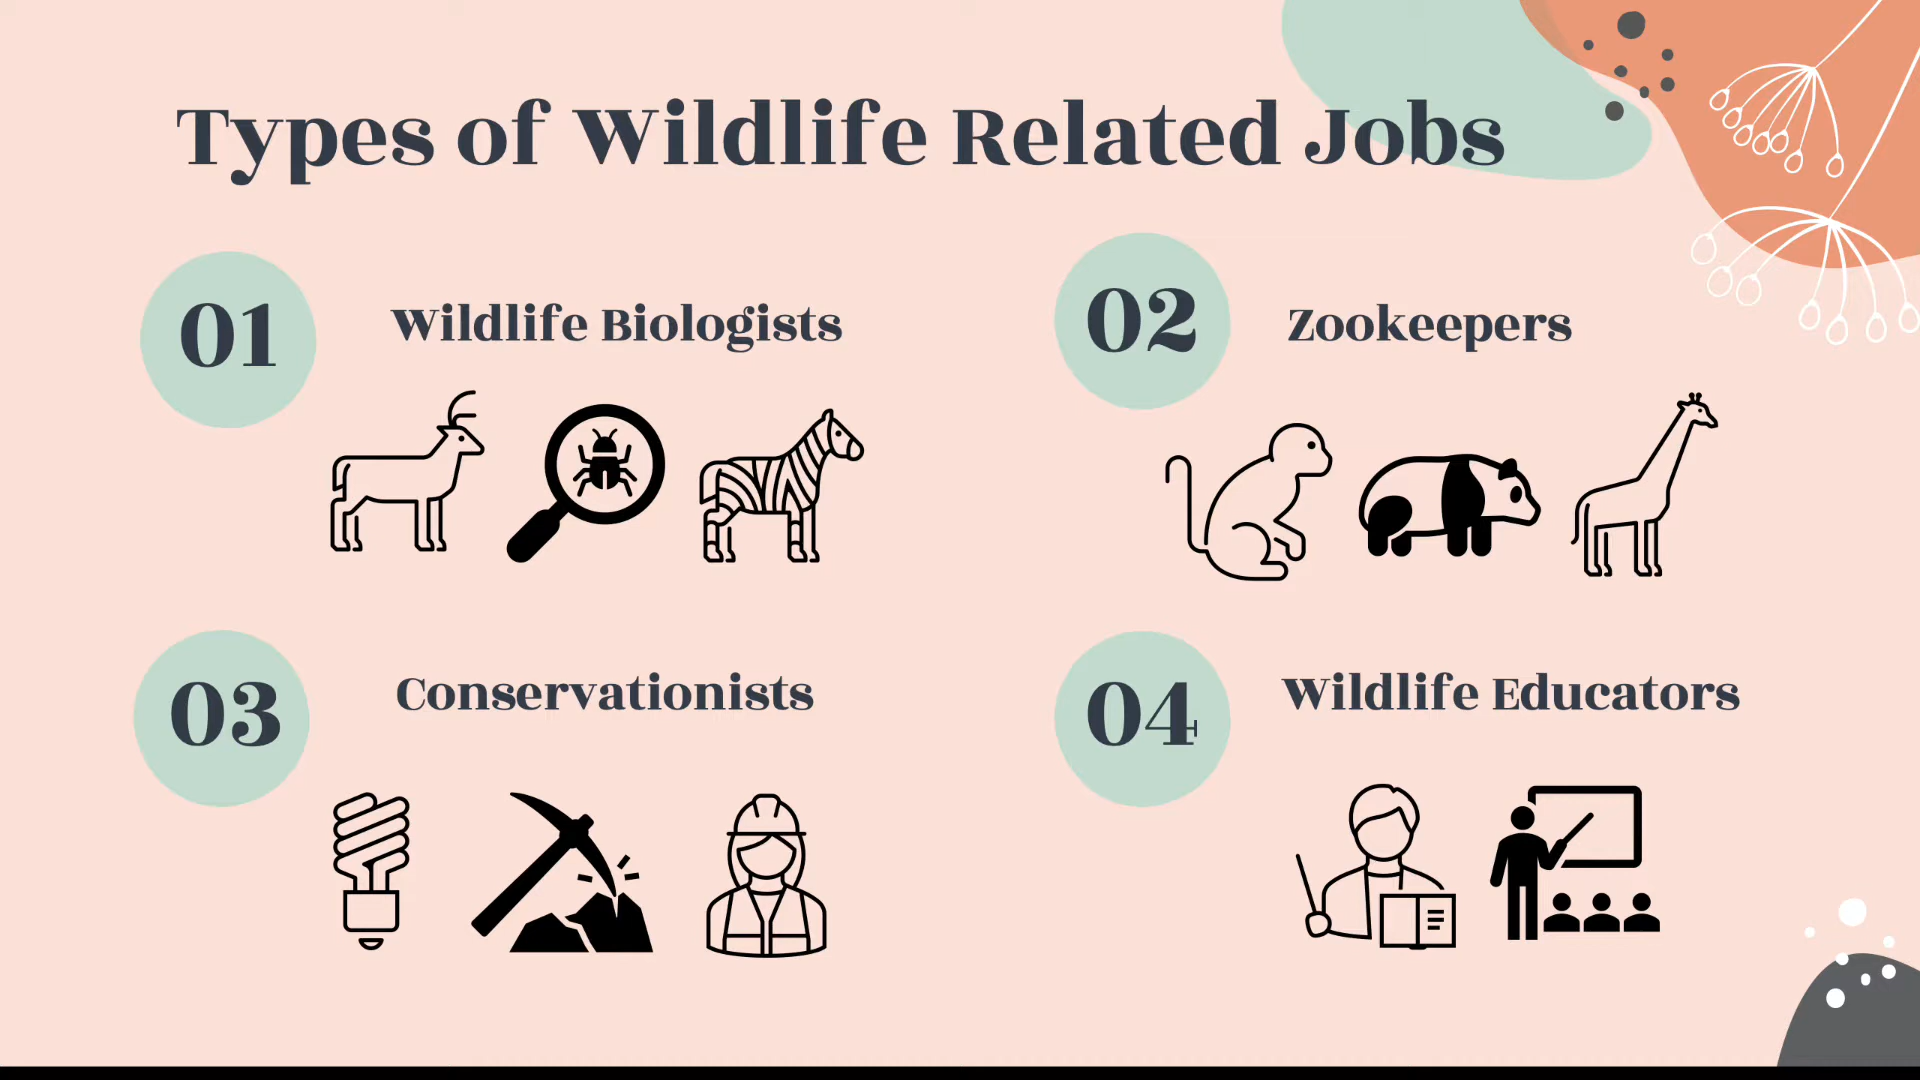 Types of Wildlife Related Jobs
01
Wildlife Biologists
02
Zookeepers
03
Conservationists
04
Wildlife Educators